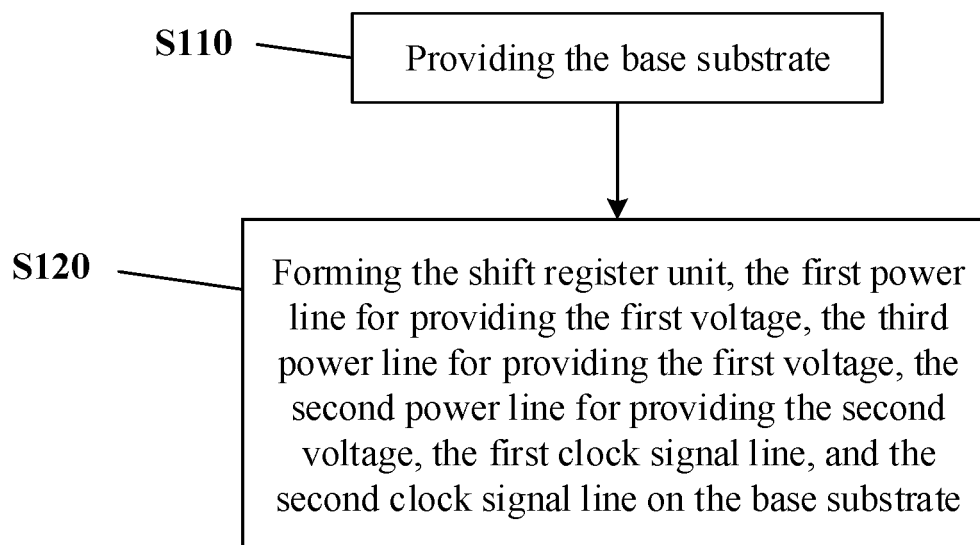 S110
Providing the base substrate
S120
Forming the shift register unit, the first power
line for providing the first voltage, the third
power line for providing the first voltage, the
second power line for providing the second
voltage, the first clock signal line, and the
second clock signal line on the base substrate